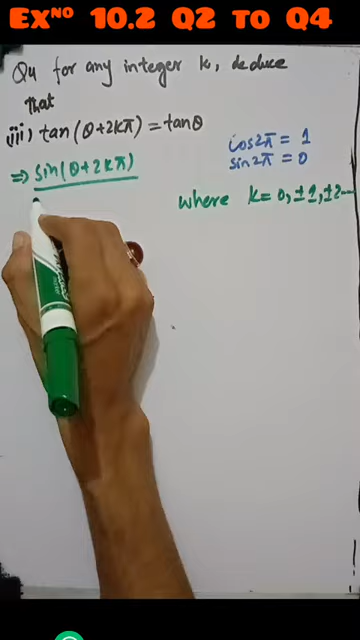 Exᴺᴼ 10.2 Q2 TO Q4
Q4 for any integer k, deduce
that
(iii) tan(θ+2kπ) = tanθ
cos2π = 1
sin2π = 0
⇒ sin(θ+2kπ)
where k = 0, ±1, ±2---